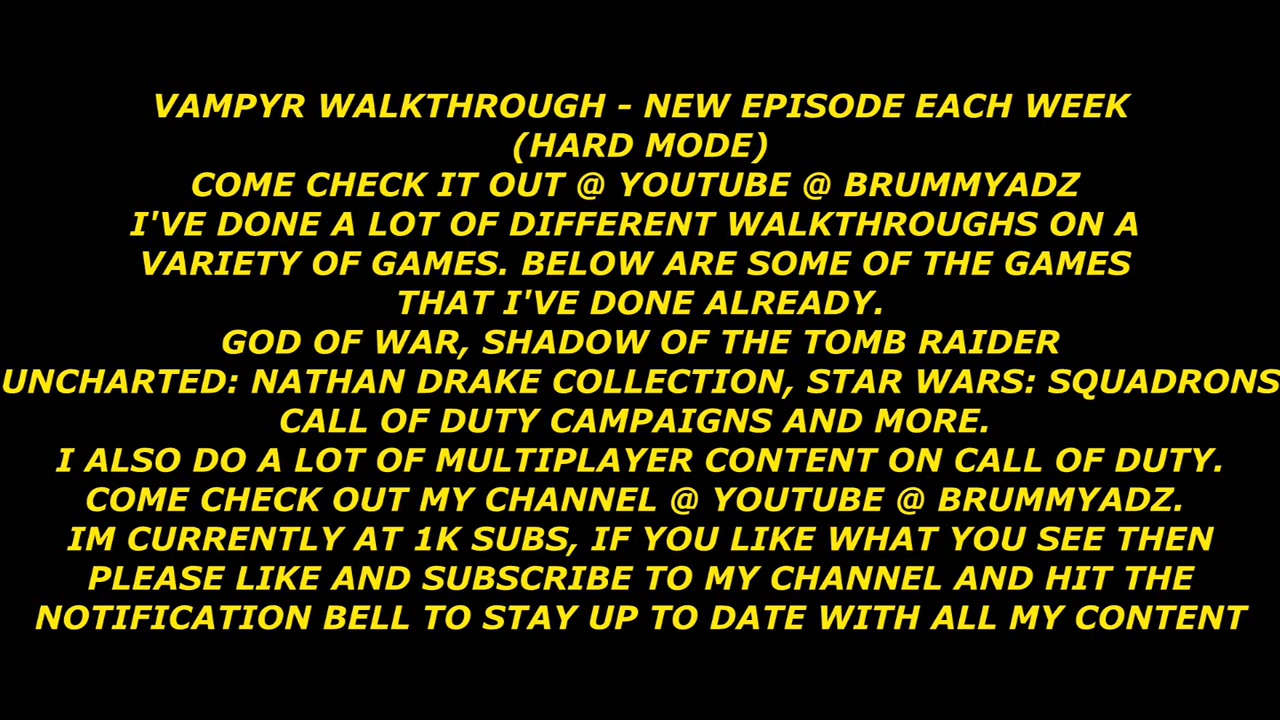 VAMPYR WALKTHROUGH - NEW EPISODE EACH WEEK
(HARD MODE)
COME CHECK IT OUT @ YOUTUBE @ BRUMMYADZ
I'VE DONE A LOT OF DIFFERENT WALKTHROUGHS ON A
VARIETY OF GAMES. BELOW ARE SOME OF THE GAMES
THAT I'VE DONE ALREADY.
GOD OF WAR, SHADOW OF THE TOMB RAIDER
UNCHARTED: NATHAN DRAKE COLLECTION, STAR WARS: SQUADRONS
CALL OF DUTY CAMPAIGNS AND MORE.
I ALSO DO A LOT OF MULTIPLAYER CONTENT ON CALL OF DUTY.
COME CHECK OUT MY CHANNEL @ YOUTUBE @ BRUMMYADZ.
IM CURRENTLY AT 1K SUBS, IF YOU LIKE WHAT YOU SEE THEN
PLEASE LIKE AND SUBSCRIBE TO MY CHANNEL AND HIT THE
NOTIFICATION BELL TO STAY UP TO DATE WITH ALL MY CONTENT